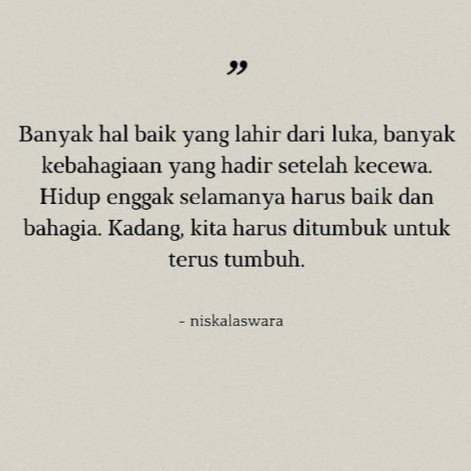 ”
Banyak hal baik yang lahir dari luka, banyak
kebahagiaan yang hadir setelah kecewa.
Hidup enggak selamanya harus baik dan
bahagia. Kadang, kita harus ditumbuk untuk
terus tumbuh.
- niskalaswara